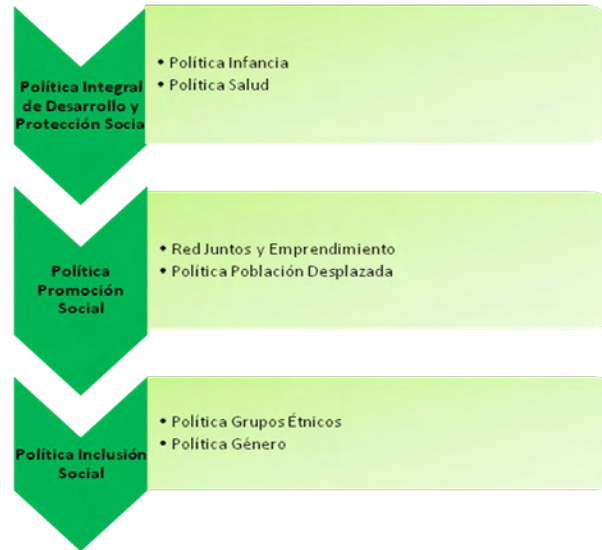 Política Integral
de Desarrollo y
Protección Socia
• Política Infancia
• Política Salud
Política
Promoción
Social
• Red Juntos y Emprendimiento
• Política Población Desplazada
Política Inclusión
Social
• Política Grupos Étnicos
• Política Género